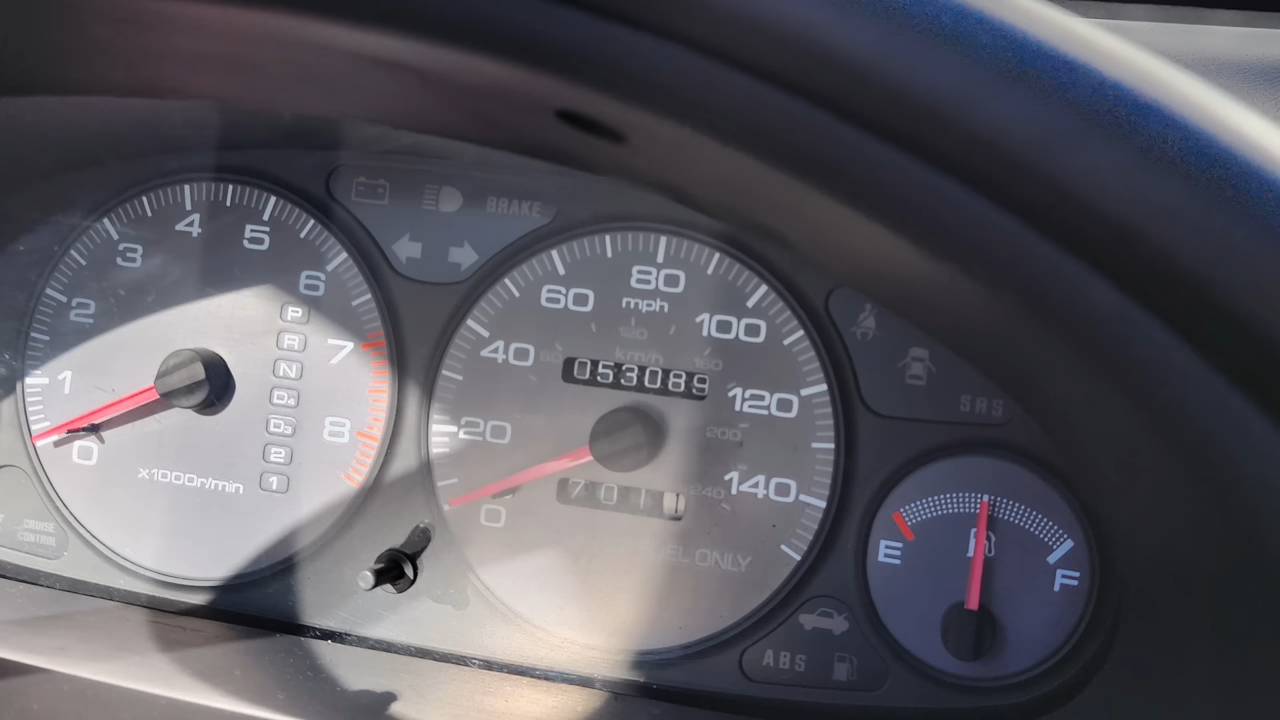 BRAKE
4
5
3
6
2
P
R
7
1
N
D4
D3
8
0
2
x1000r/min
1
CRUISE
CONTROL
80
60
mph
100
km/h
40
160
053089
120
20
200
140
240
701
0
ONLY
SRS
E
F
ABS